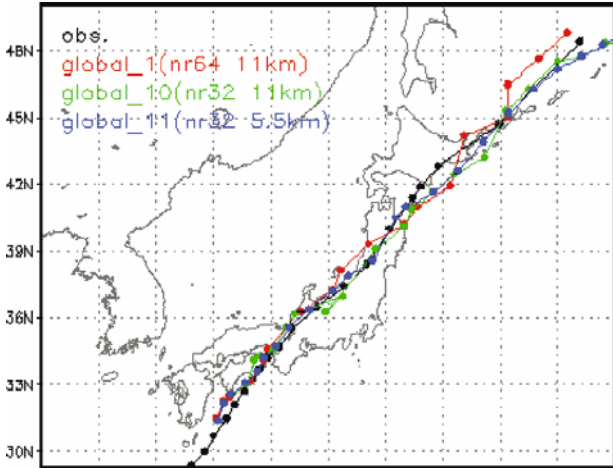 48N
obs.
global_1(nr64 11km)
global_10(nr32 11km)
global_11(nr32 5.5km)
45N
42N
39N
36N
33N
30N